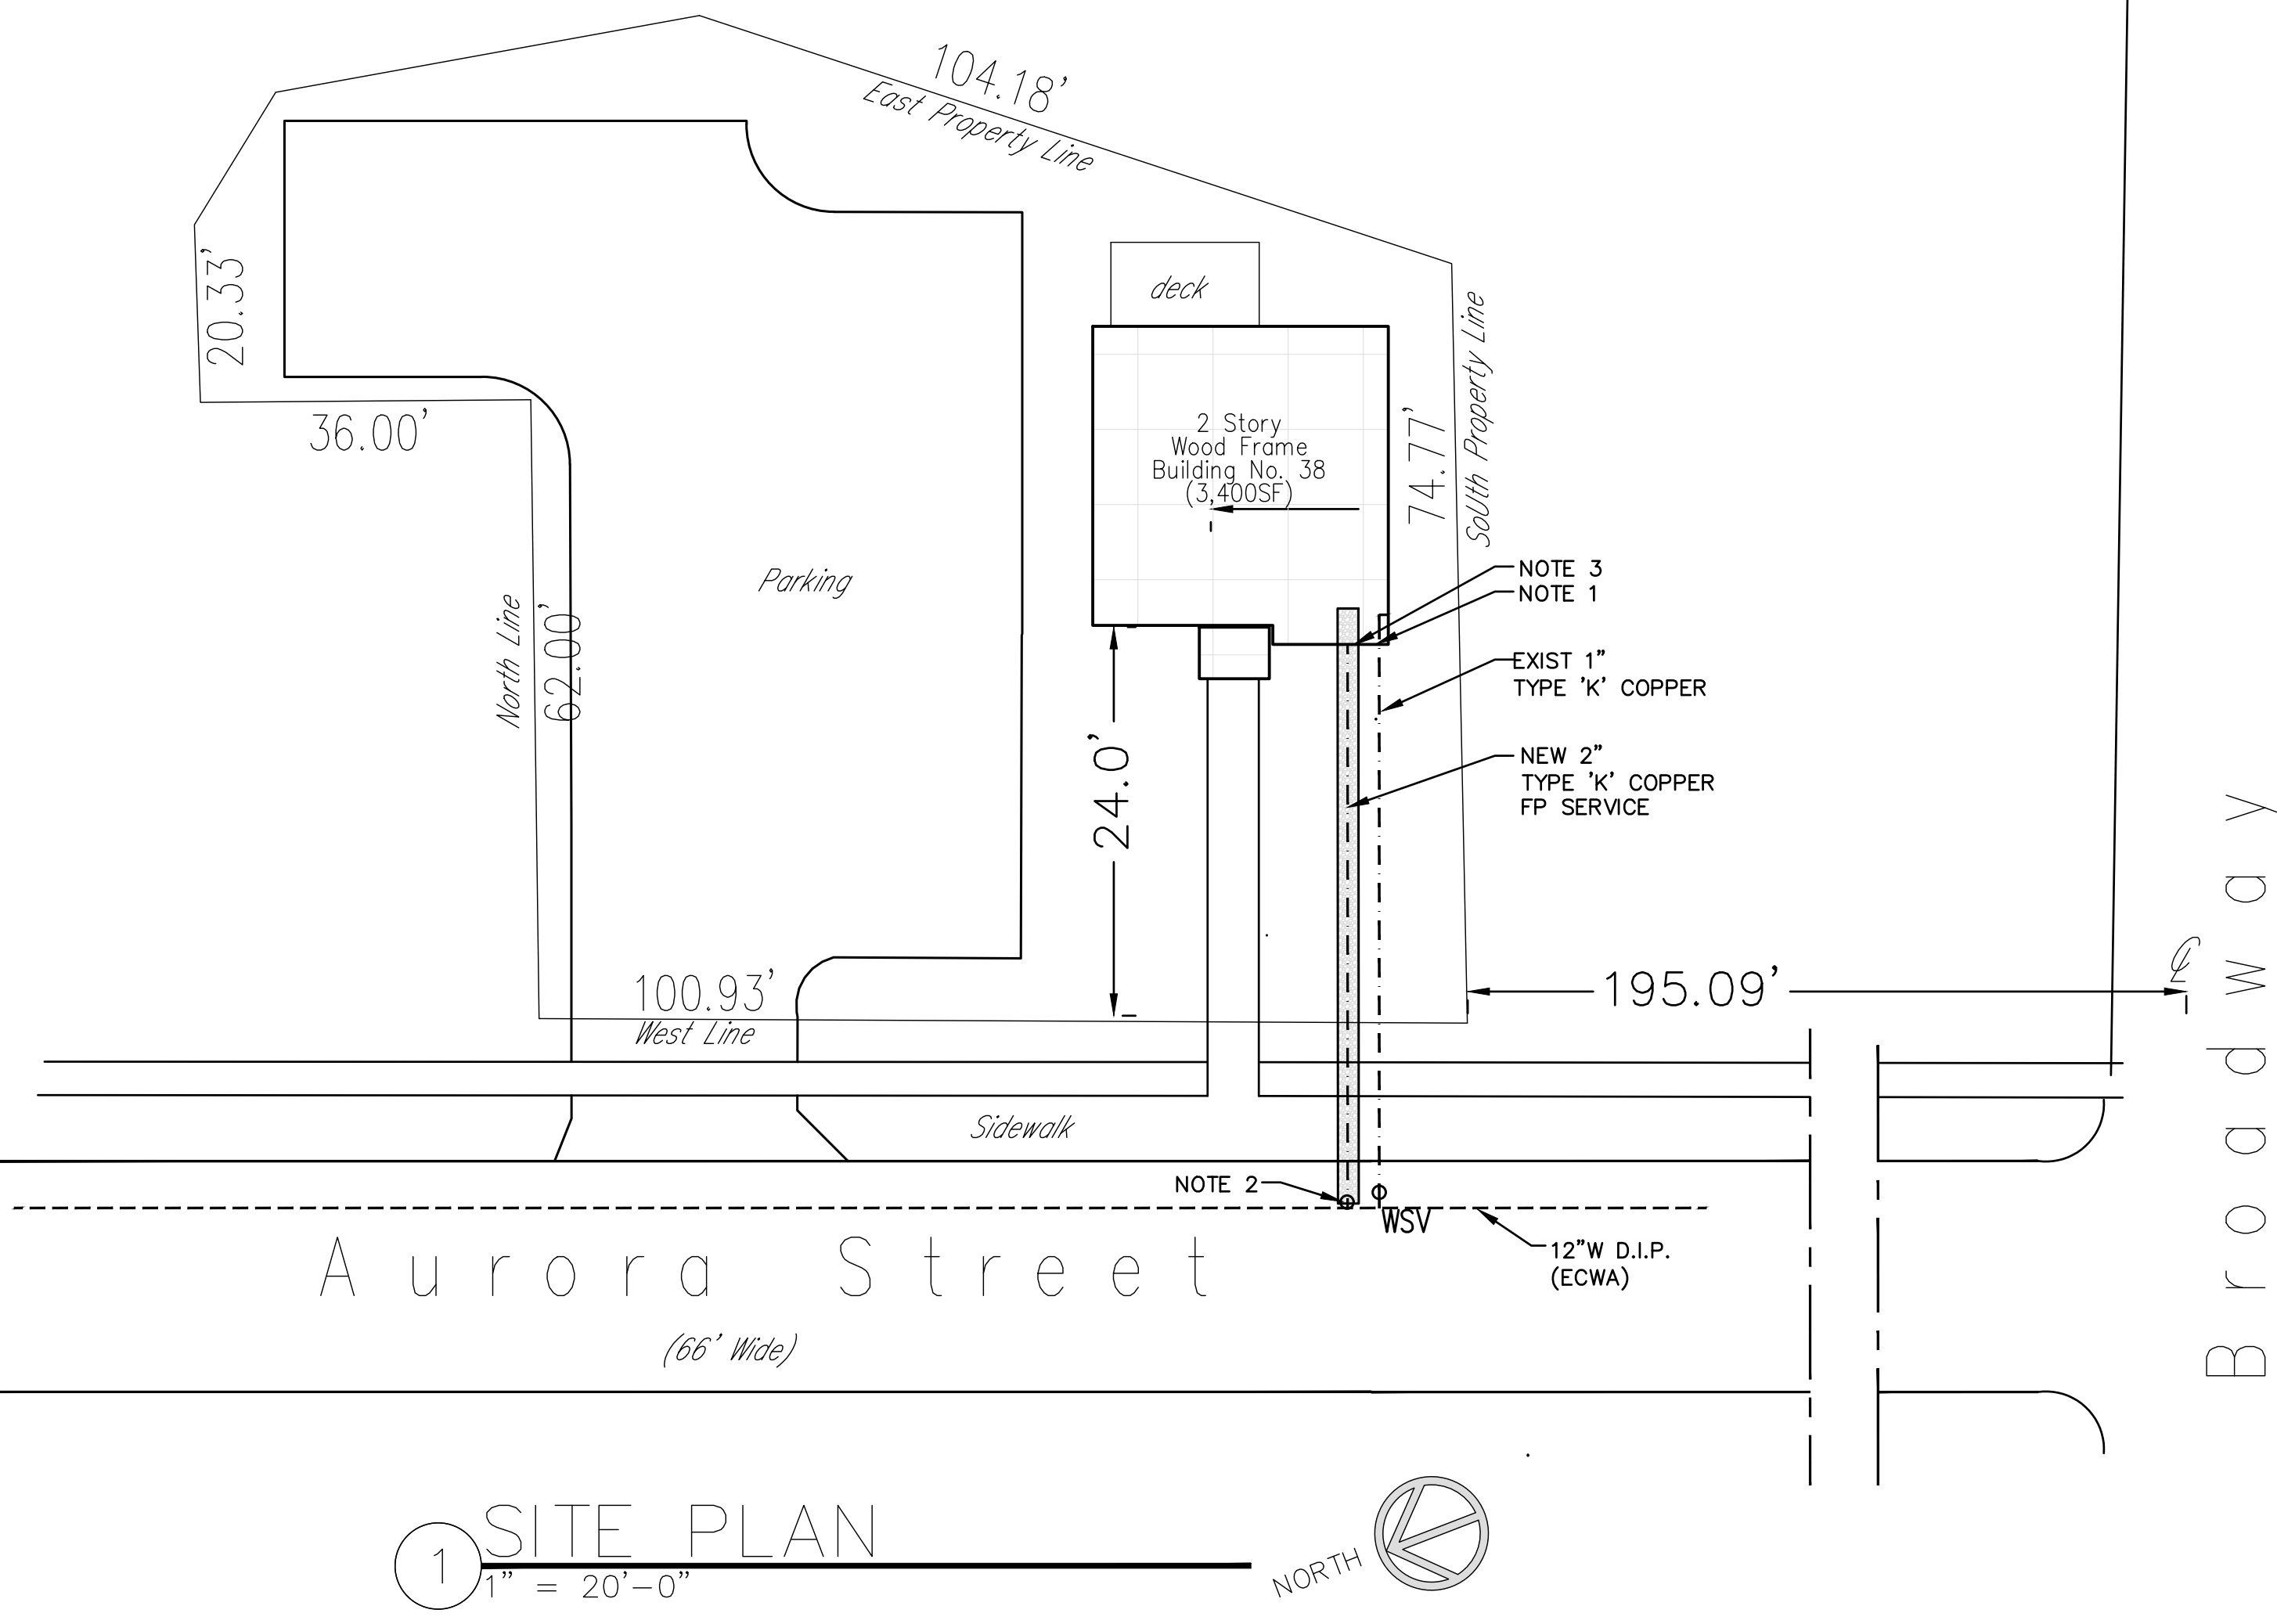 104.18'
East Property Line
20.33'
36.00'
deck
2 Story
Wood Frame
Building No. 38
(3,400SF)
74.77'
SoUth Property Line
Parking
North Line
62.00'
NOTE 3
NOTE 1
EXIST 1"
TYPE 'K' COPPER
NEW 2"
TYPE 'K' COPPER
FP SERVICE
24.0'
100.93'
West Line
195.09'
Broadway
Sidewalk
NOTE 2
WSV
12"W D.I.P.
(ECWA)
Aurora Street
(66' Wide)
1
SITE PLAN
1" = 20'-0"
NORTH